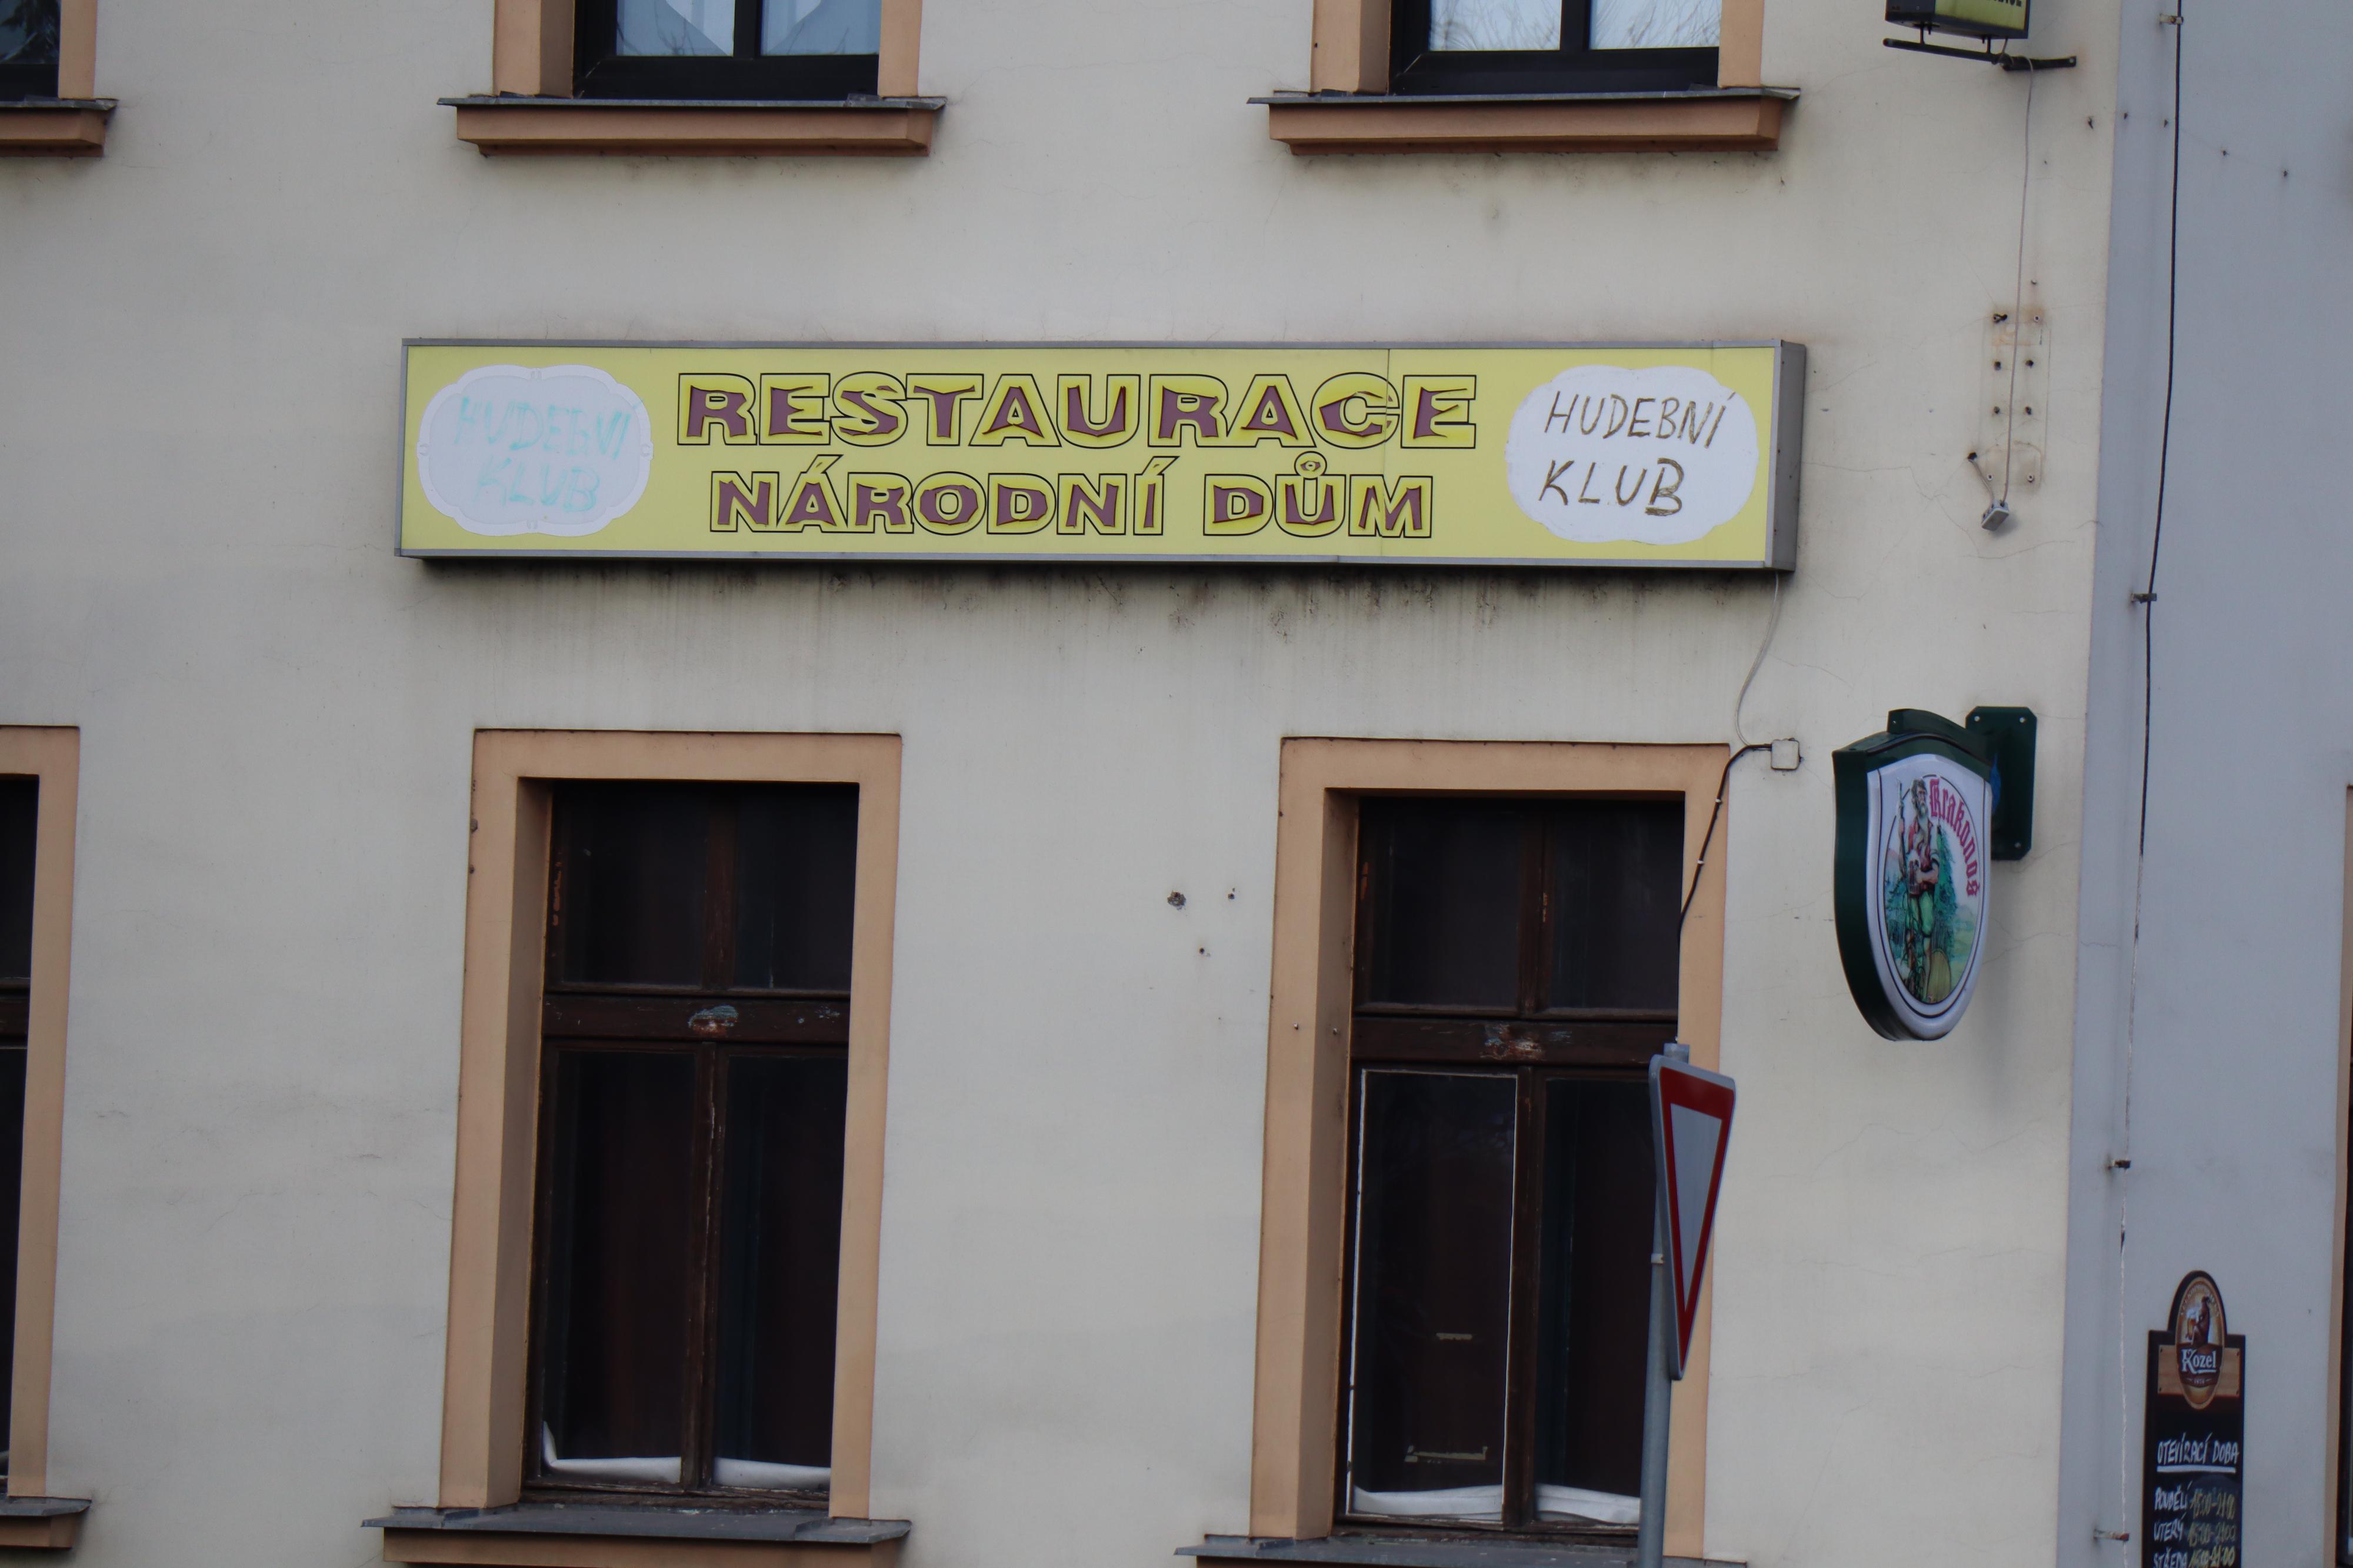 HUDEBNI
KLUB
RESTAURACE
NÁRODNÍ DŮM
HUDEBNÍ
KLUB
Krakonoš
Kozel
OTEVÍRACÍ DOBA
PONDĚLÍ
ÚTERÝ
STŘEDA